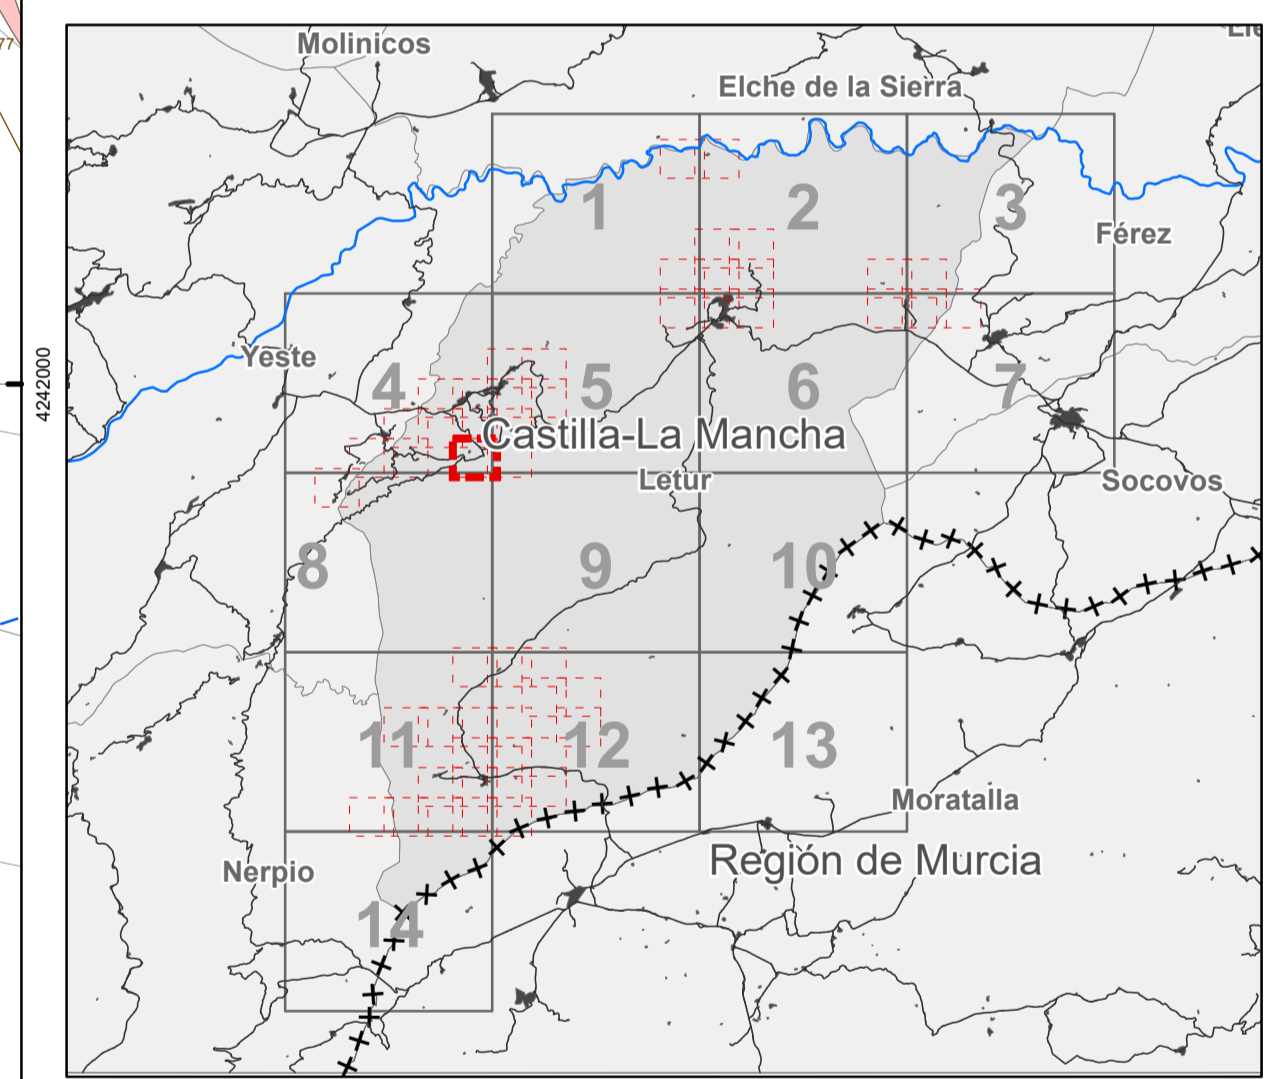 77
Molinicos
Elche de la Sierra
1
2
3
Férez
4242000
Yeste
4
5
6
7
Castilla-La Mancha
Letur
Socovos
8
9
10
11
12
13
Moratalla
Región de Murcia
Nerpio
14